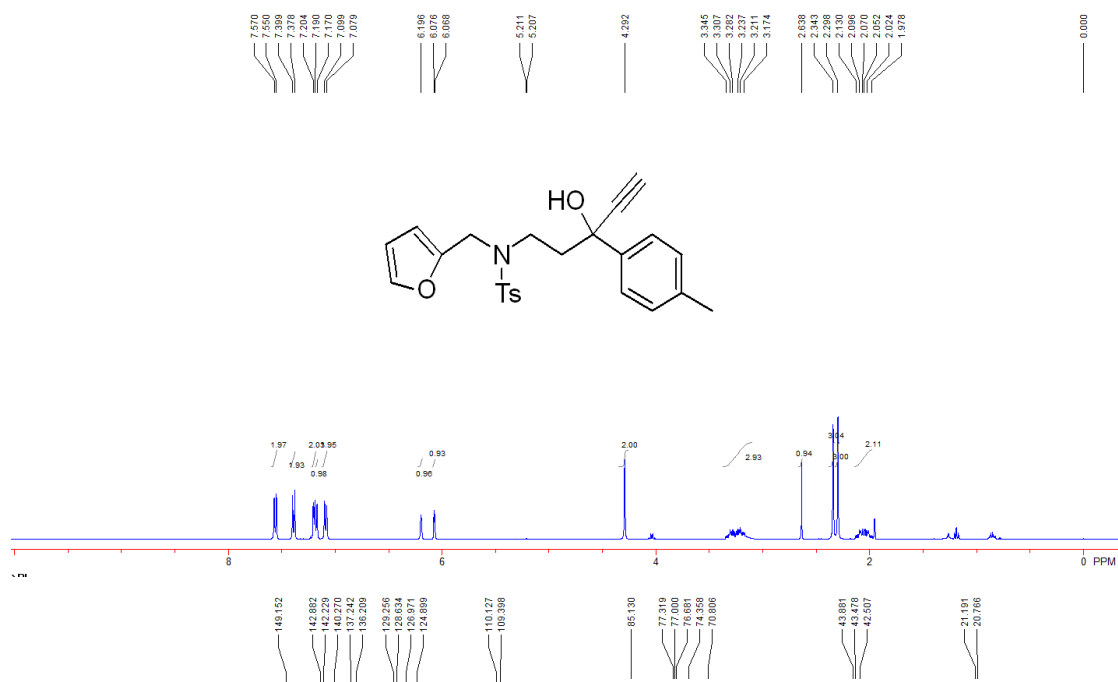 7.570 7.550 7.399 7.378 7.204 7.190 7.170 7.099 7.079 6.196 6.076 6.068 5.211 5.207 4.292 3.345 3.307 3.282 3.237 3.211 3.174 2.638 2.343 2.298 2.130 2.096 2.070 2.052 2.024 1.978 0.000
HO
N
O
Ts
1.97 1.93 2.03 0.98 1.95 0.96 0.93 2.00 2.93 0.94 3.04 3.00 2.11
8 6 4 2 0 PPM
149.152 142.882 142.229 140.270 137.242 136.209 129.256 128.634 126.971 124.899 110.127 109.398 85.130 77.319 77.000 76.681 74.358 70.806 43.881 43.478 42.507 21.191 20.766